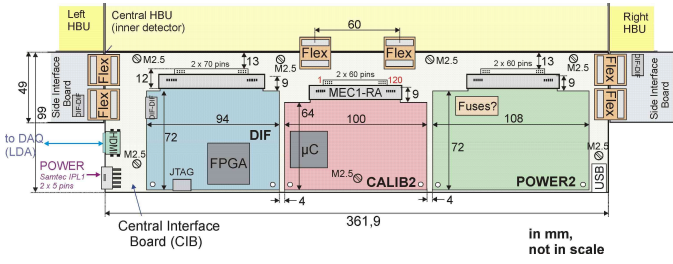 Left
HBU
Central HBU
(inner detector)
60
Right
HBU
Flex
Flex
M2.5
M2.5
M2.5
M2.5
13
13
2 x 70 pins
2 x 60 pins
2 x 60 pins
1
120
12
9
9
9
MEC1-RA
49
99
Side Interface
Board
DIF-DIF
Flex
Flex
DIF-DIF
Flex
Flex
DIF-DIF
Side Interface
Board
Fuses?
94
DIF
64
100
108
72
72
to DAQ
(LDA)
HDMI
M2.5
M2.5
µC
FPGA
JTAG
POWER
Samtec IPL1
2 x 5 pins
M2.5
CALIB2
POWER2
USB
4
4
361,9
Central Interface
Board (CIB)
in mm,
not in scale